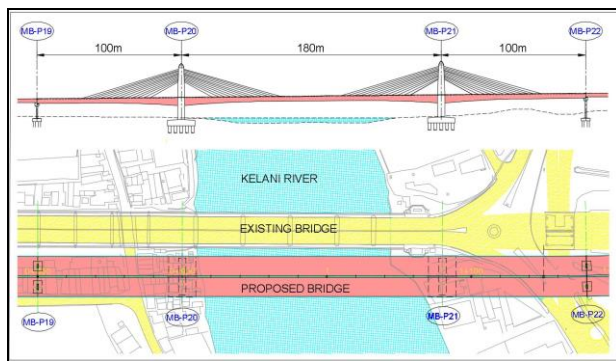 MB-P19
MB-P20
MB-P21
MB-P22
100m
180m
100m
KELANI RIVER
EXISTING BRIDGE
PROPOSED BRIDGE
MB-P19
MB-P20
MB-P21
MB-P22